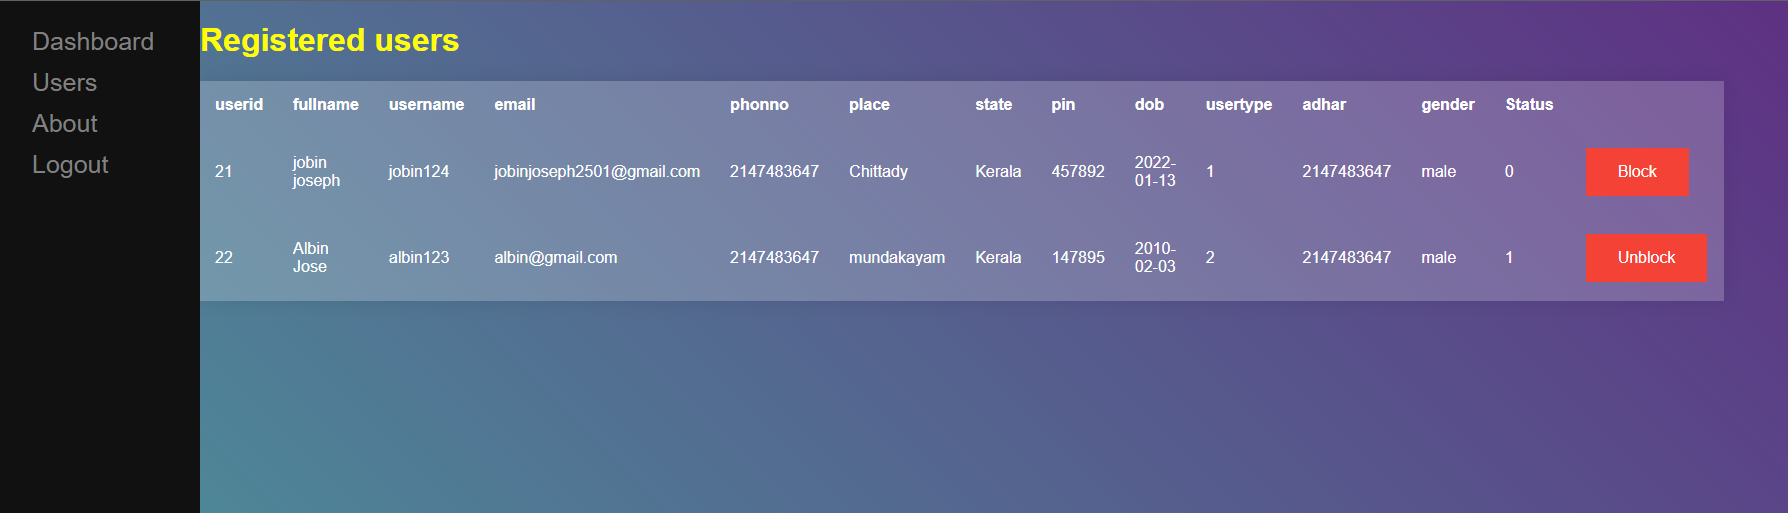 Dashboard
Users
About
Logout
Registered users
userid fullname username email phonno place state pin dob usertype adhar gender Status
21 jobin joseph jobin124 jobinjoseph2501@gmail.com 2147483647 Chittady Kerala 457892 2022-01-13 1 2147483647 male 0 Block
22 Albin Jose albin123 albin@gmail.com 2147483647 mundakayam Kerala 147895 2010-02-03 2 2147483647 male 1 Unblock